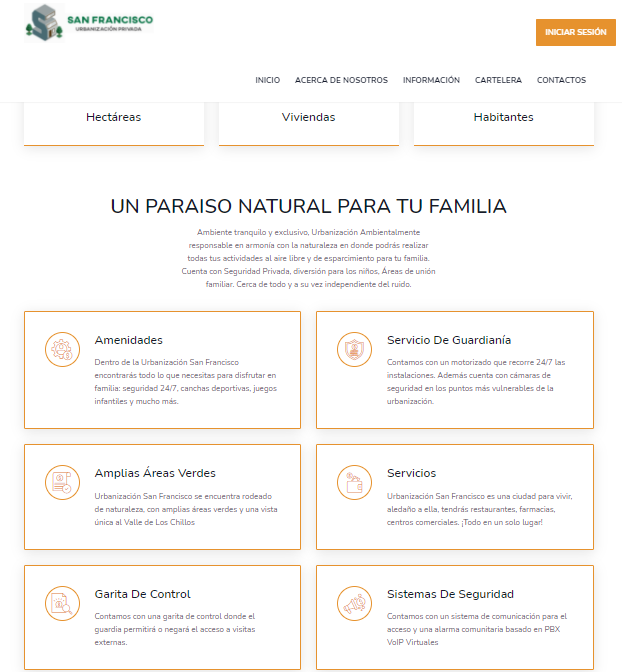 SAN FRANCISCO
URBANIZACIÓN PRIVADA
INICIAR SESIÓN
INICIO ACERCA DE NOSOTROS INFORMACIÓN CARTELERA CONTACTOS
Hectáreas Viviendas Habitantes
UN PARAISO NATURAL PARA TU FAMILIA
Ambiente tranquilo y exclusivo, Urbanización Ambientalmente
responsable en armonía con la naturaleza en donde podrás realizar
todas tus actividades al aire libre y de esparcimiento para tu familia.
Cuenta con Seguridad Privada, diversión para los niños, Áreas de unión
familiar. Cerca de todo y a su vez independiente del ruido.
Amenidades
Dentro de la Urbanización San Francisco
encontrarás todo lo que necesitas para disfrutar en
familia: seguridad 24/7, canchas deportivas, juegos
infantiles y mucho más.
Servicio De Guardianía
Contamos con un motorizado que recorre 24/7 las
instalaciones. Además cuenta con cámaras de
seguridad en los puntos más vulnerables de la
urbanización.
Amplias Áreas Verdes
Urbanización San Francisco se encuentra rodeado
de naturaleza, con amplias áreas verdes y una vista
única al Valle de Los Chillos
Servicios
Urbanización San Francisco es una ciudad para vivir,
aledaño a ella, tendrás restaurantes, farmacias,
centros comerciales. ¡Todo en un solo lugar!
Garita De Control
Contamos con una garita de control donde el
guardia permitirá o negará el acceso a visitas
externas.
Sistemas De Seguridad
Contamos con un sistema de comunicación para el
acceso y una alarma comunitaria basado en PBX
VoIP Virtuales